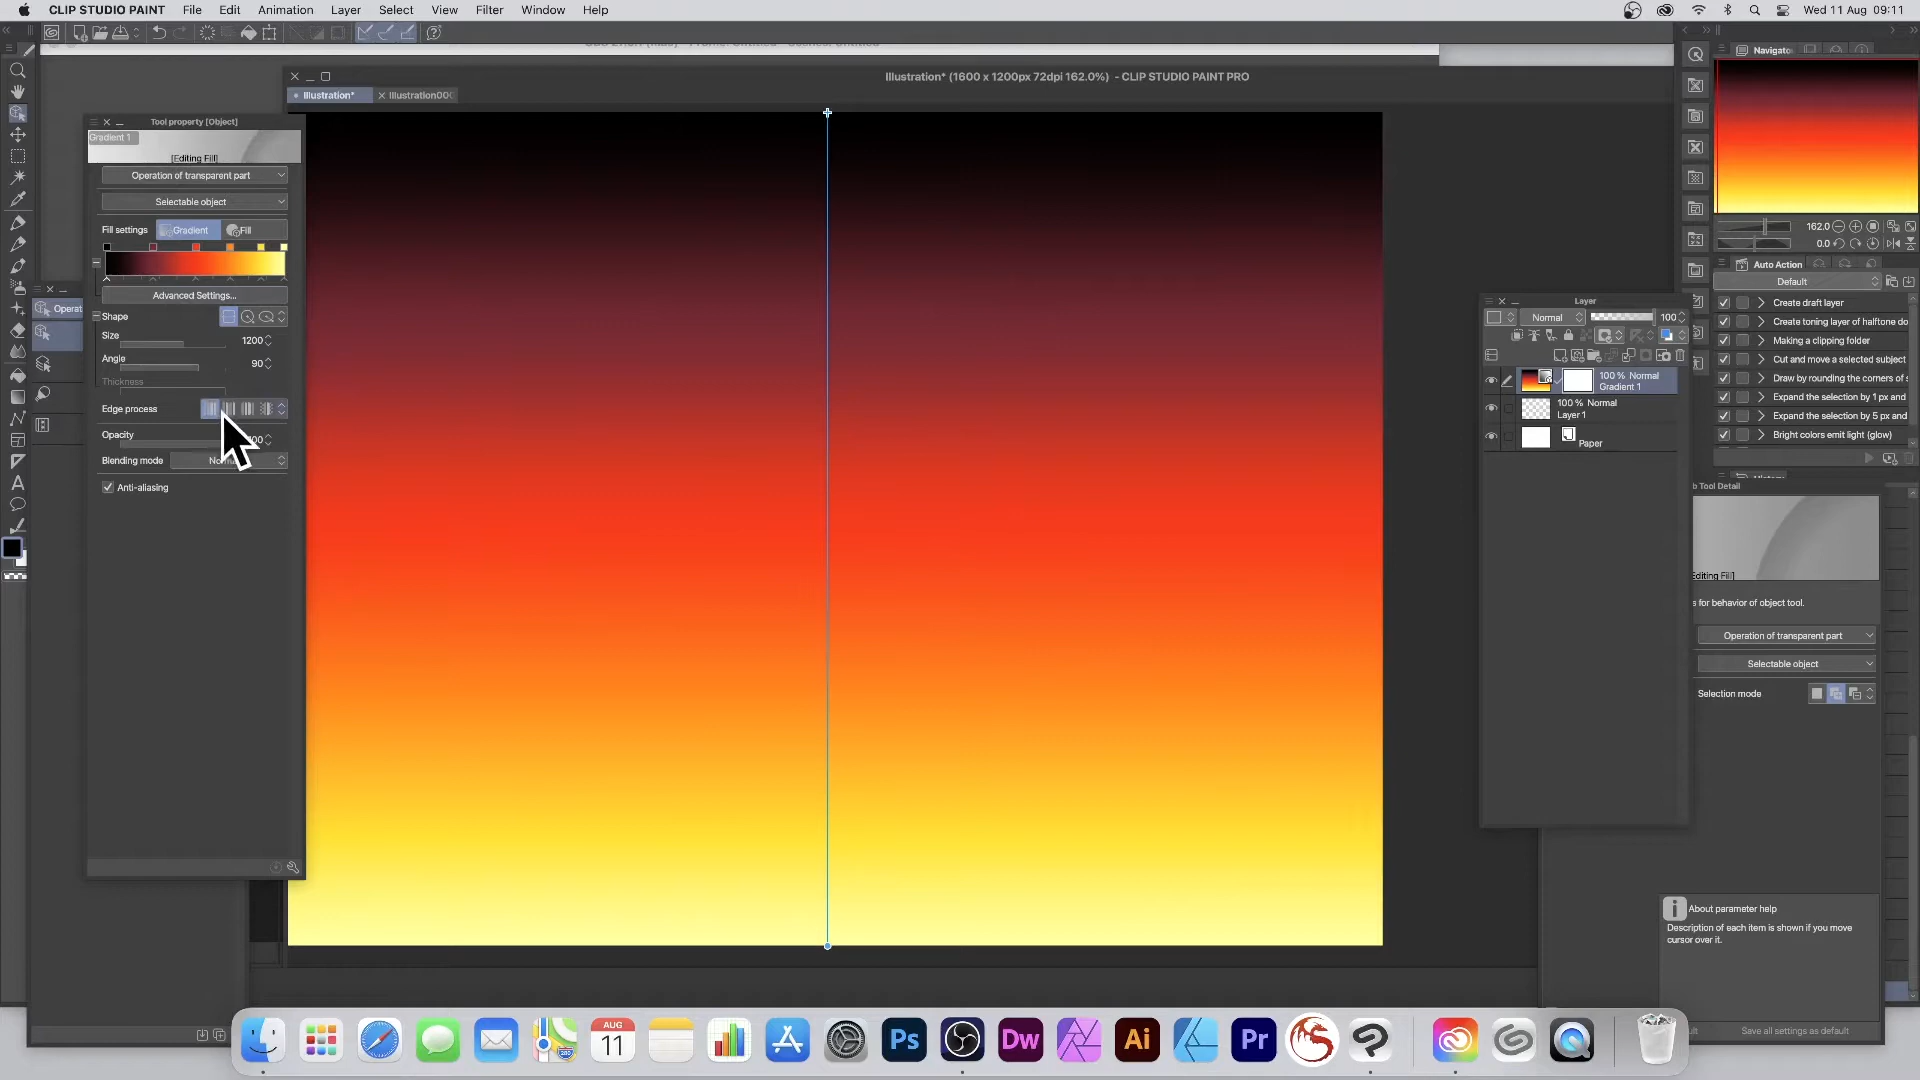 CLIP STUDIO PAINT File Edit Animation Layer Select View Filter Window Help Wed 11 Aug 09:11
Illustration* (1600 x 1200px 72dpi 162.0%) - CLIP STUDIO PAINT PRO
Illustration* Illustration00
Tool property [Object]
Gradient 1
[Editing Fill]
Operation of transparent part
Selectable object
Fill settings Gradient Fill
Advanced Settings...
Shape
Size 1200
Angle 90
Thickness
Edge process
Opacity
Blending mode
Anti-aliasing
Operat
Navigator
162.0
0.0
Auto Action
Default
Create draft layer
Create toning layer of halftone do
Making a clipping folder
Cut and move a selected subject
Draw by rounding the corners of s
Expand the selection by 1 px and
Expand the selection by 5 px and
Bright colors emit light (glow)
Layer
Normal 100
100 % Normal
Gradient 1
100 % Normal
Layer 1
Paper
b Tool Detail
Editing Fill]
s for behavior of object tool.
Operation of transparent part
Selectable object
Selection mode
About parameter help
Description of each item is shown if you move
cursor over it.
Save all settings as default
AUG
11
280
Ps
Dw
Ai
Pr